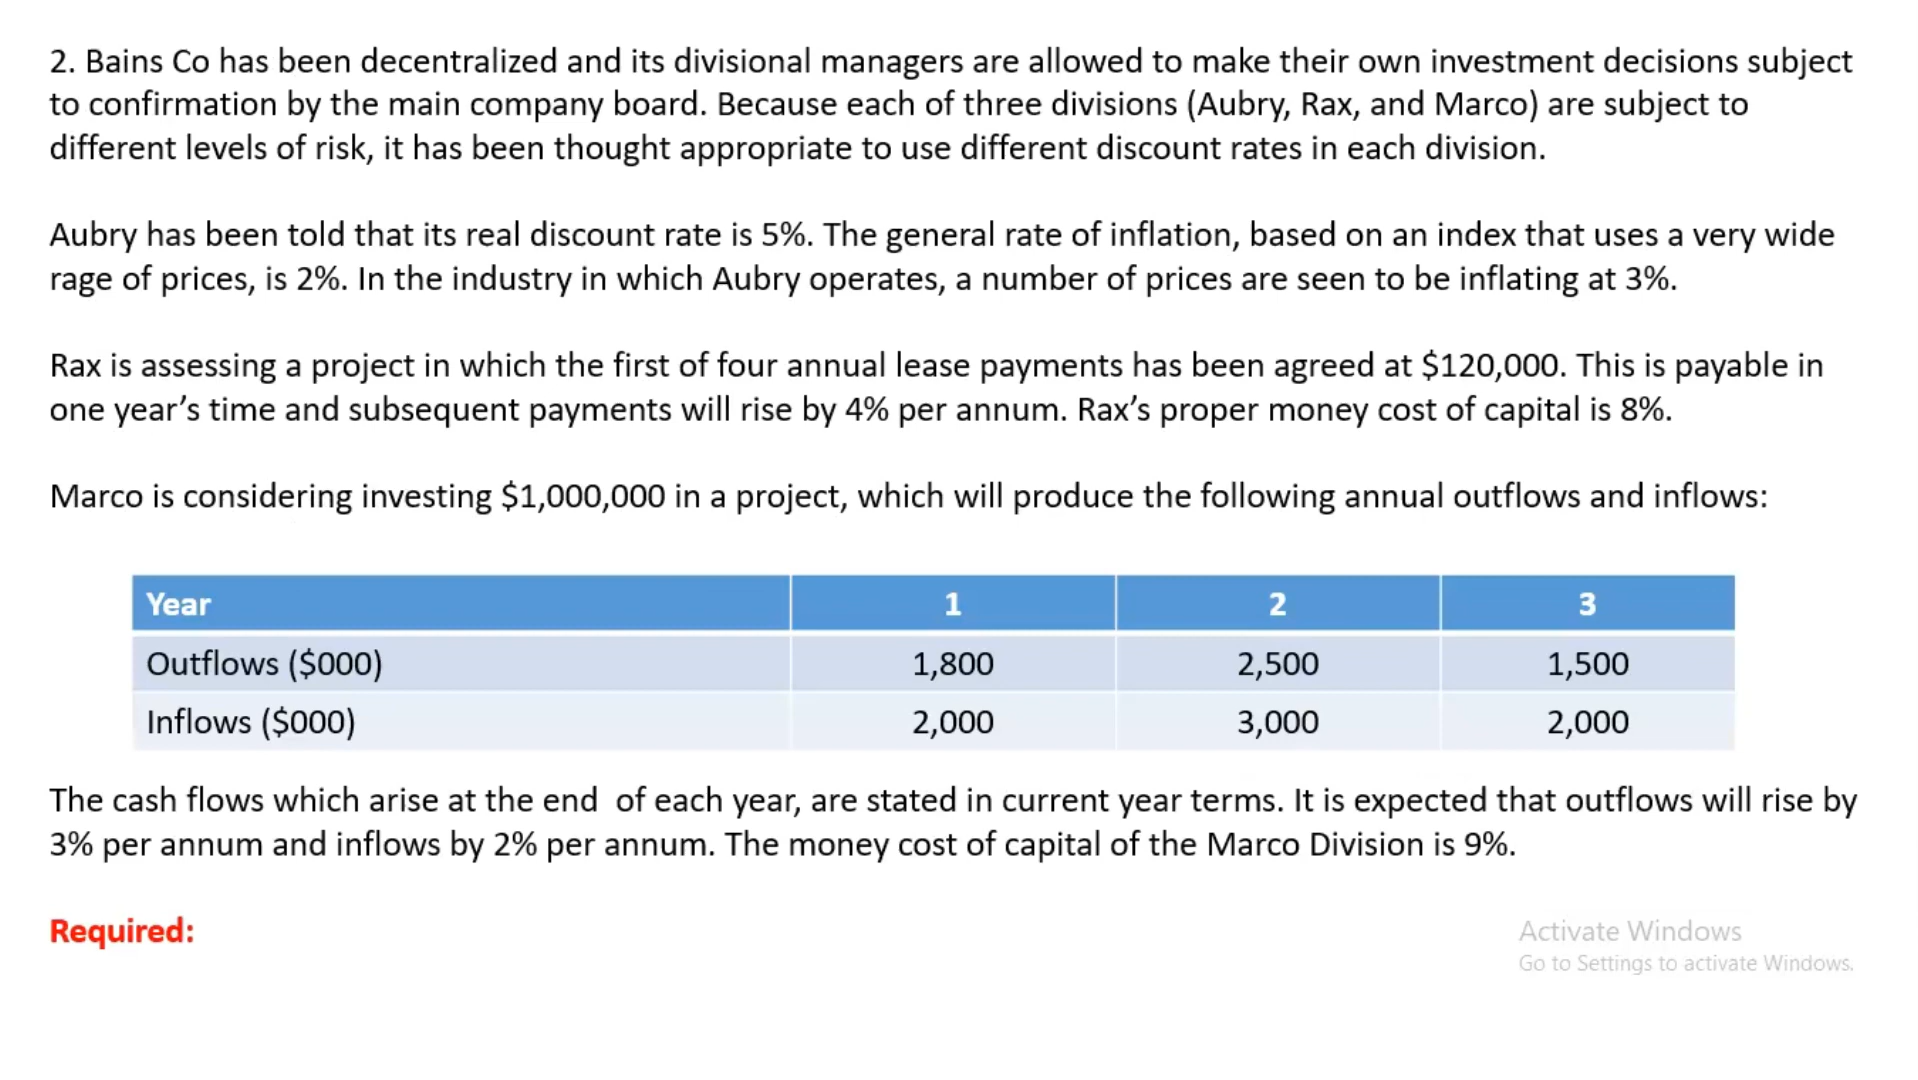 2. Bains Co has been decentralized and its divisional managers are allowed to make their own investment decisions subject
to confirmation by the main company board. Because each of three divisions (Aubry, Rax, and Marco) are subject to
different levels of risk, it has been thought appropriate to use different discount rates in each division.
Aubry has been told that its real discount rate is 5%. The general rate of inflation, based on an index that uses a very wide
rage of prices, is 2%. In the industry in which Aubry operates, a number of prices are seen to be inflating at 3%.
Rax is assessing a project in which the first of four annual lease payments has been agreed at $120,000. This is payable in
one year’s time and subsequent payments will rise by 4% per annum. Rax’s proper money cost of capital is 8%.
Marco is considering investing $1,000,000 in a project, which will produce the following annual outflows and inflows:
Year 1 2 3
Outflows ($000) 1,800 2,500 1,500
Inflows ($000) 2,000 3,000 2,000
The cash flows which arise at the end of each year, are stated in current year terms. It is expected that outflows will rise by
3% per annum and inflows by 2% per annum. The money cost of capital of the Marco Division is 9%.
Required:
Activate Windows
Go to Settings to activate Windows.